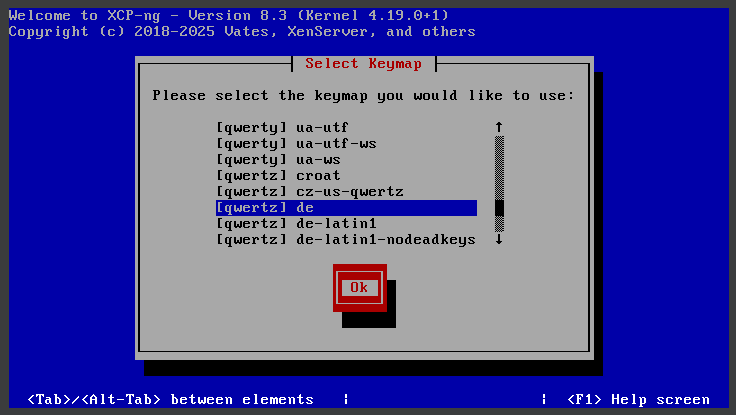 Welcome to XCP-ng - Version 8.3 (Kernel 4.19.0+1)
Copyright (c) 2018-2025 Vates, XenServer, and others
Select Keymap
Please select the keymap you would like to use:
[qwerty] ua-utf
[qwerty] ua-utf-ws
[qwerty] ua-ws
[qwertz] croat
[qwertz] cz-us-qwertz
[qwertz] de
[qwertz] de-latin1
[qwertz] de-latin1-nodeadkeys
Ok
<Tab>/<Alt-Tab> between elements | | <F1> Help screen